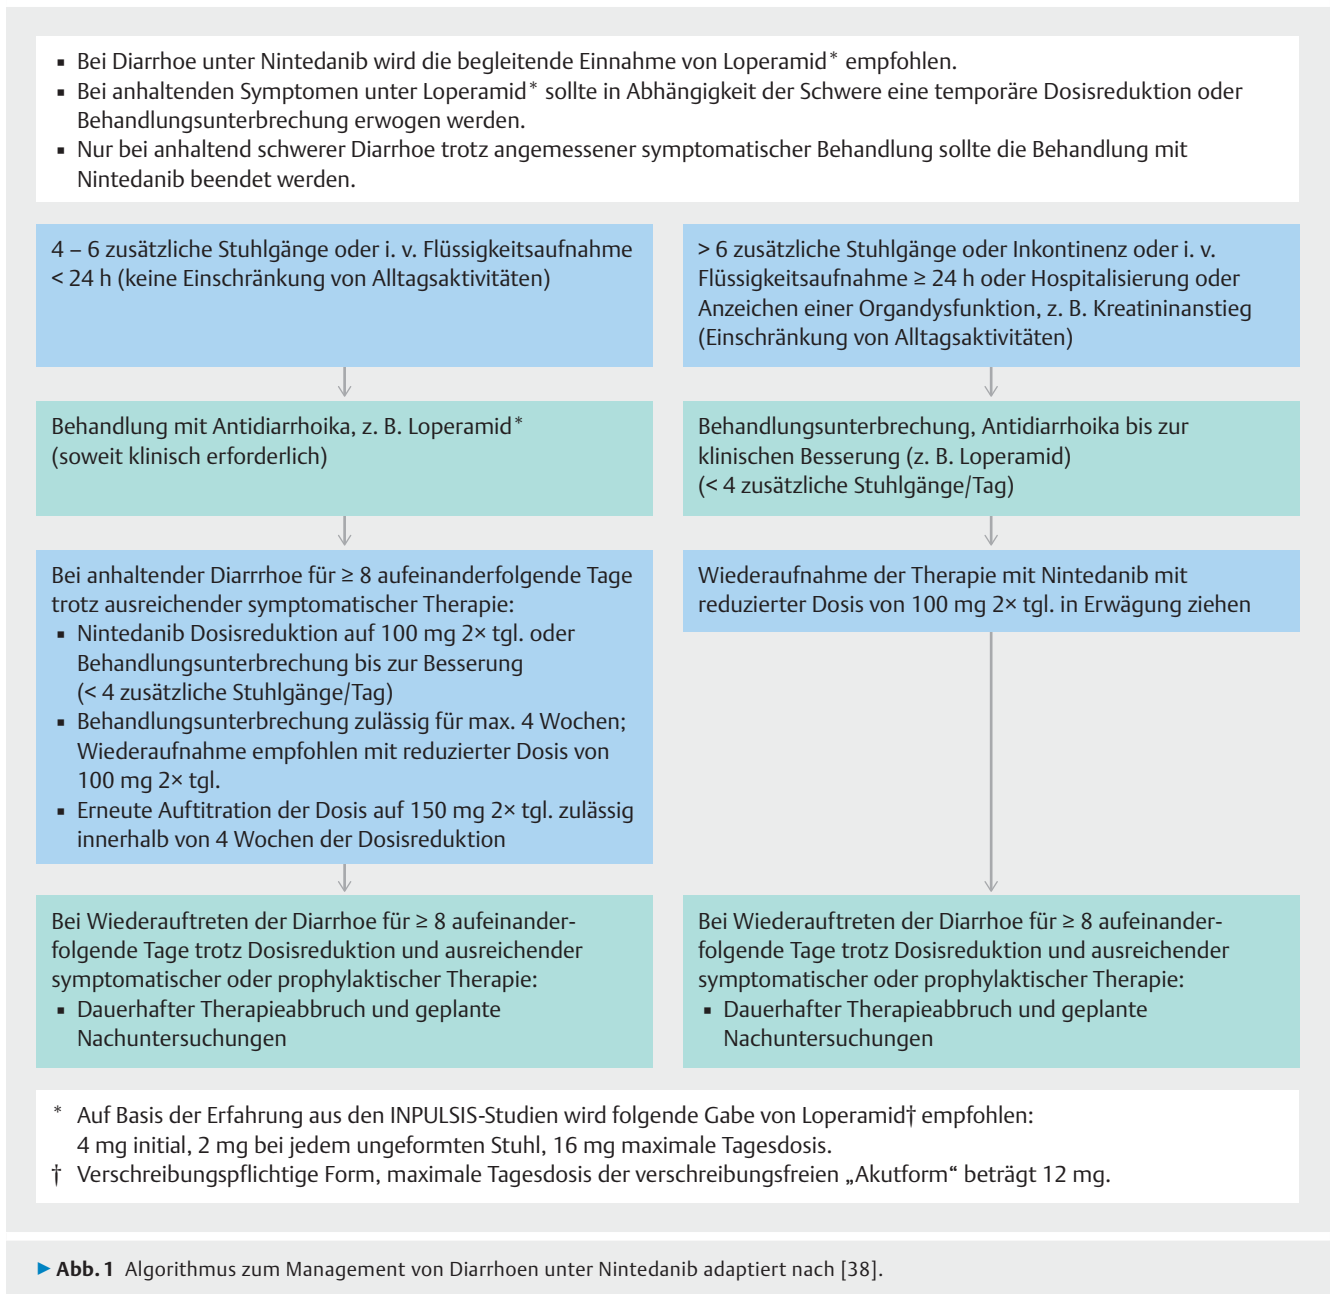 ▪ Bei Diarrhoe unter Nintedanib wird die begleitende Einnahme von Loperamid* empfohlen.
▪ Bei anhaltenden Symptomen unter Loperamid* sollte in Abhängigkeit der Schwere eine temporäre Dosisreduktion oder
Behandlungsunterbrechung erwogen werden.
▪ Nur bei anhaltend schwerer Diarrhoe trotz angemessener symptomatischer Behandlung sollte die Behandlung mit
Nintedanib beendet werden.
4 – 6 zusätzliche Stuhlgänge oder i. v. Flüssigkeitsaufnahme
< 24 h (keine Einschränkung von Alltagsaktivitäten)
Behandlung mit Antidiarrhoika, z. B. Loperamid*
(soweit klinisch erforderlich)
Bei anhaltender Diarrrhoe für ≥ 8 aufeinanderfolgende Tage
trotz ausreichender symptomatischer Therapie:
▪ Nintedanib Dosisreduktion auf 100 mg 2× tgl. oder
Behandlungsunterbrechung bis zur Besserung
(< 4 zusätzliche Stuhlgänge/Tag)
▪ Behandlungsunterbrechung zulässig für max. 4 Wochen;
Wiederaufnahme empfohlen mit reduzierter Dosis von
100 mg 2× tgl.
▪ Erneute Auftitration der Dosis auf 150 mg 2× tgl. zulässig
innerhalb von 4 Wochen der Dosisreduktion
Bei Wiederauftreten der Diarrhoe für ≥ 8 aufeinander-
folgende Tage trotz Dosisreduktion und ausreichender
symptomatischer oder prophylaktischer Therapie:
▪ Dauerhafter Therapieabbruch und geplante
Nachuntersuchungen
> 6 zusätzliche Stuhlgänge oder Inkontinenz oder i. v.
Flüssigkeitsaufnahme ≥ 24 h oder Hospitalisierung oder
Anzeichen einer Organdysfunktion, z. B. Kreatininanstieg
(Einschränkung von Alltagsaktivitäten)
Behandlungsunterbrechung, Antidiarrhoika bis zur
klinischen Besserung (z. B. Loperamid)
(< 4 zusätzliche Stuhlgänge/Tag)
Wiederaufnahme der Therapie mit Nintedanib mit
reduzierter Dosis von 100 mg 2× tgl. in Erwägung ziehen
Bei Wiederauftreten der Diarrhoe für ≥ 8 aufeinander-
folgende Tage trotz Dosisreduktion und ausreichender
symptomatischer oder prophylaktischer Therapie:
▪ Dauerhafter Therapieabbruch und geplante
Nachuntersuchungen
* Auf Basis der Erfahrung aus den INPULSIS-Studien wird folgende Gabe von Loperamid† empfohlen:
4 mg initial, 2 mg bei jedem ungeformten Stuhl, 16 mg maximale Tagesdosis.
† Verschreibungspflichtige Form, maximale Tagesdosis der verschreibungsfreien „Akutform“ beträgt 12 mg.
▶ Abb. 1 Algorithmus zum Management von Diarrhoen unter Nintedanib adaptiert nach [38].